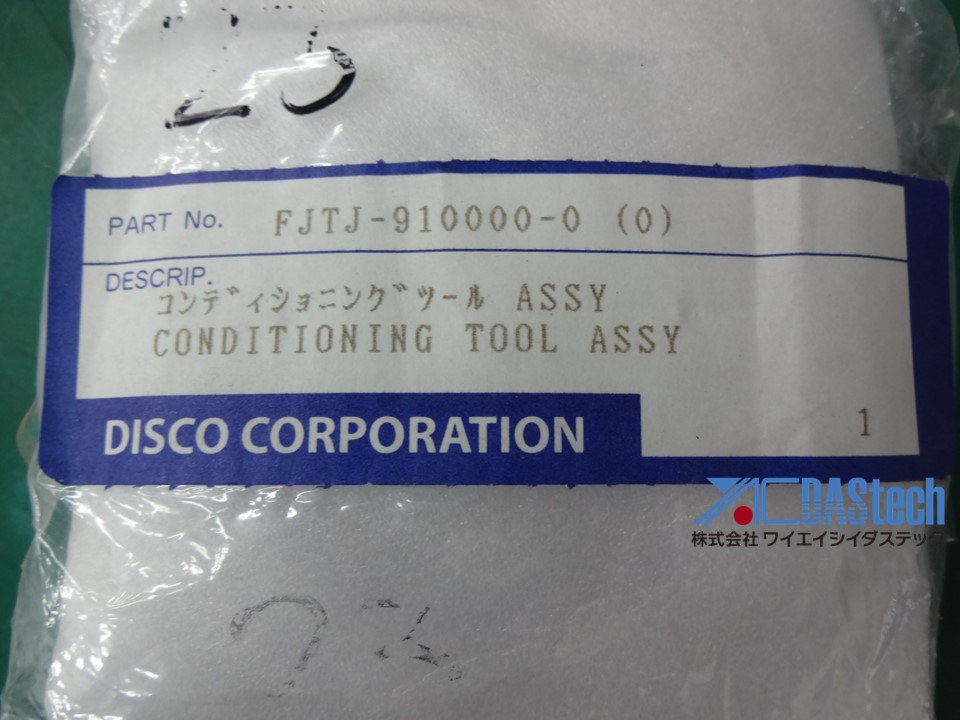 23
PART No. FJTJ-910000-0 (0)
DESCRIP.
コンディショニングツール ASSY
CONDITIONING TOOL ASSY
DISCO CORPORATION
1
YAC DAStech
株式会社 ワイエイシイダステック